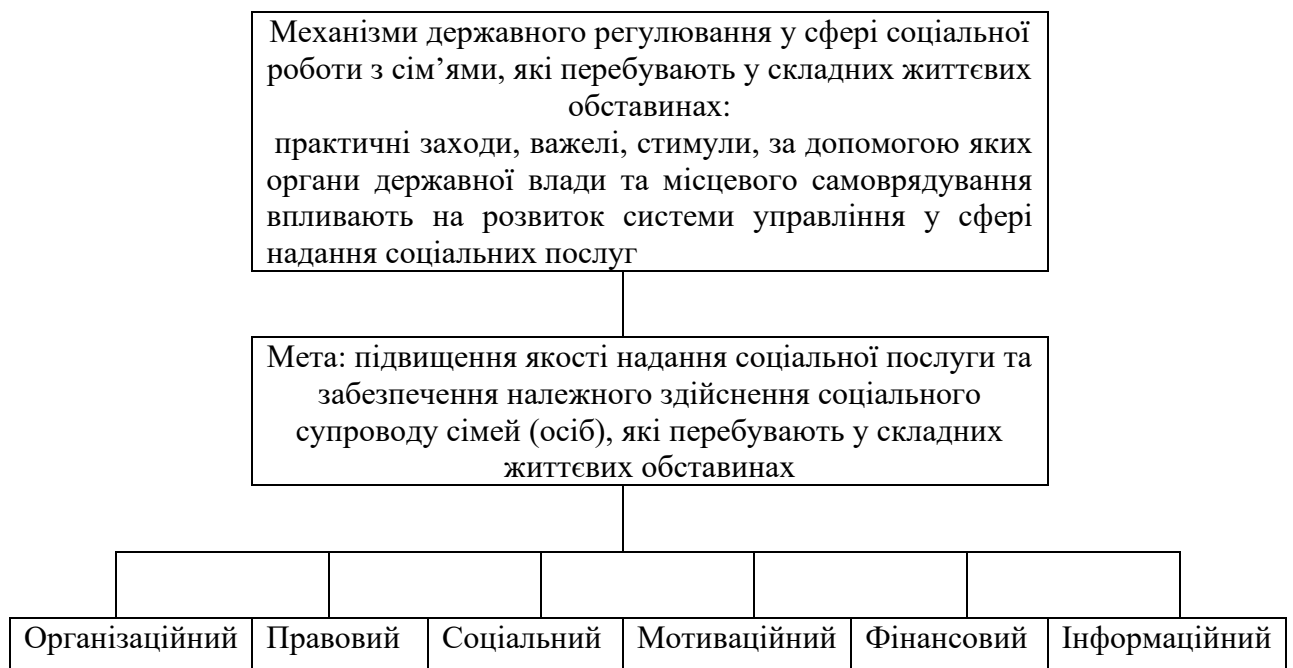 Механізми державного регулювання у сфері соціальної
роботи з сім’ями, які перебувають у складних життєвих
обставинах:
практичні заходи, важелі, стимули, за допомогою яких
органи державної влади та місцевого самоврядування
впливають на розвиток системи управління у сфері
надання соціальних послуг
Мета: підвищення якості надання соціальної послуги та
забезпечення належного здійснення соціального
супроводу сімей (осіб), які перебувають у складних
життєвих обставинах
Організаційний Правовий Соціальний Мотиваційний Фінансовий Інформаційний